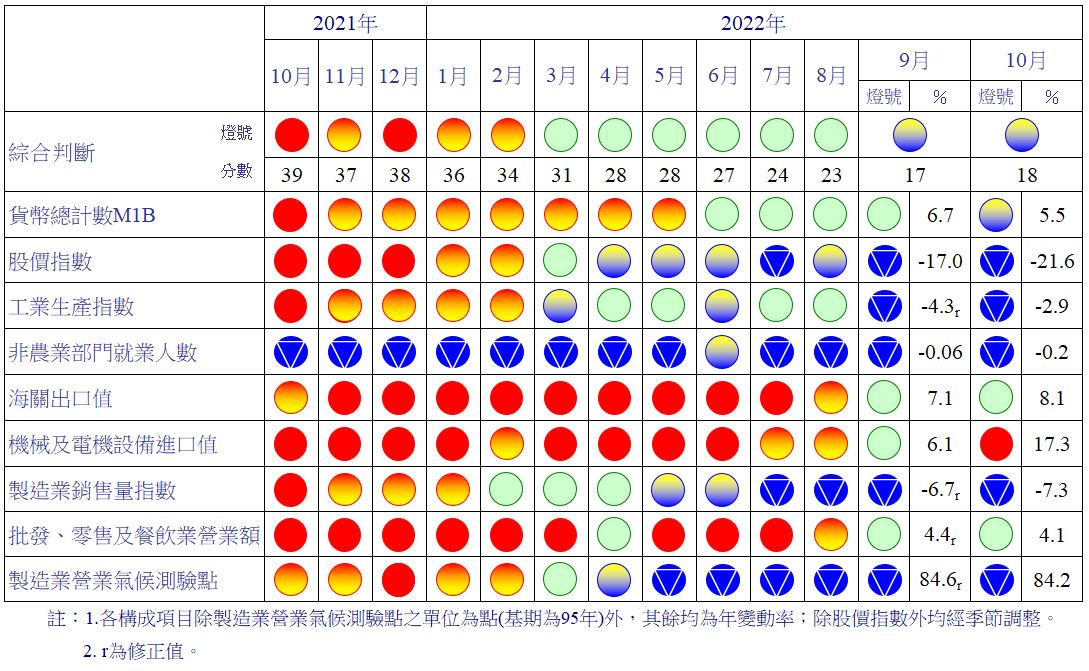 2021年 2022年
10月 11月 12月 1月 2月 3月 4月 5月 6月 7月 8月 9月 10月
燈號 % 燈號 %
綜合判斷 燈號
分數 39 37 38 36 34 31 28 28 27 24 23 17 18
貨幣總計數M1B 6.7 5.5
股價指數 -17.0 -21.6
工業生產指數 -4.3r -2.9
非農業部門就業人數 -0.06 -0.2
海關出口值 7.1 8.1
機械及電機設備進口值 6.1 17.3
製造業銷售量指數 -6.7r -7.3
批發、零售及餐飲業營業額 4.4r 4.1
製造業營業氣候測驗點 84.6r 84.2
註：1.各構成項目除製造業營業氣候測驗點之單位為點(基期為95年)外，其餘均為年變動率；除股價指數外均經季節調整。
2. r為修正值。